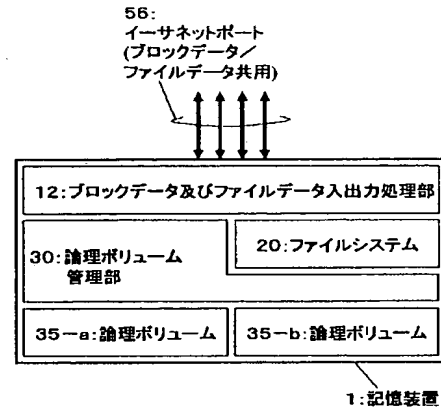 56:
イーサネットポート
(ブロックデータ/
ファイルデータ共用)
12:ブロックデータ及びファイルデータ入出力処理部
30:論理ボリューム
管理部
20:ファイルシステム
35-a:論理ボリューム
35-b:論理ボリューム
1:記憶装置